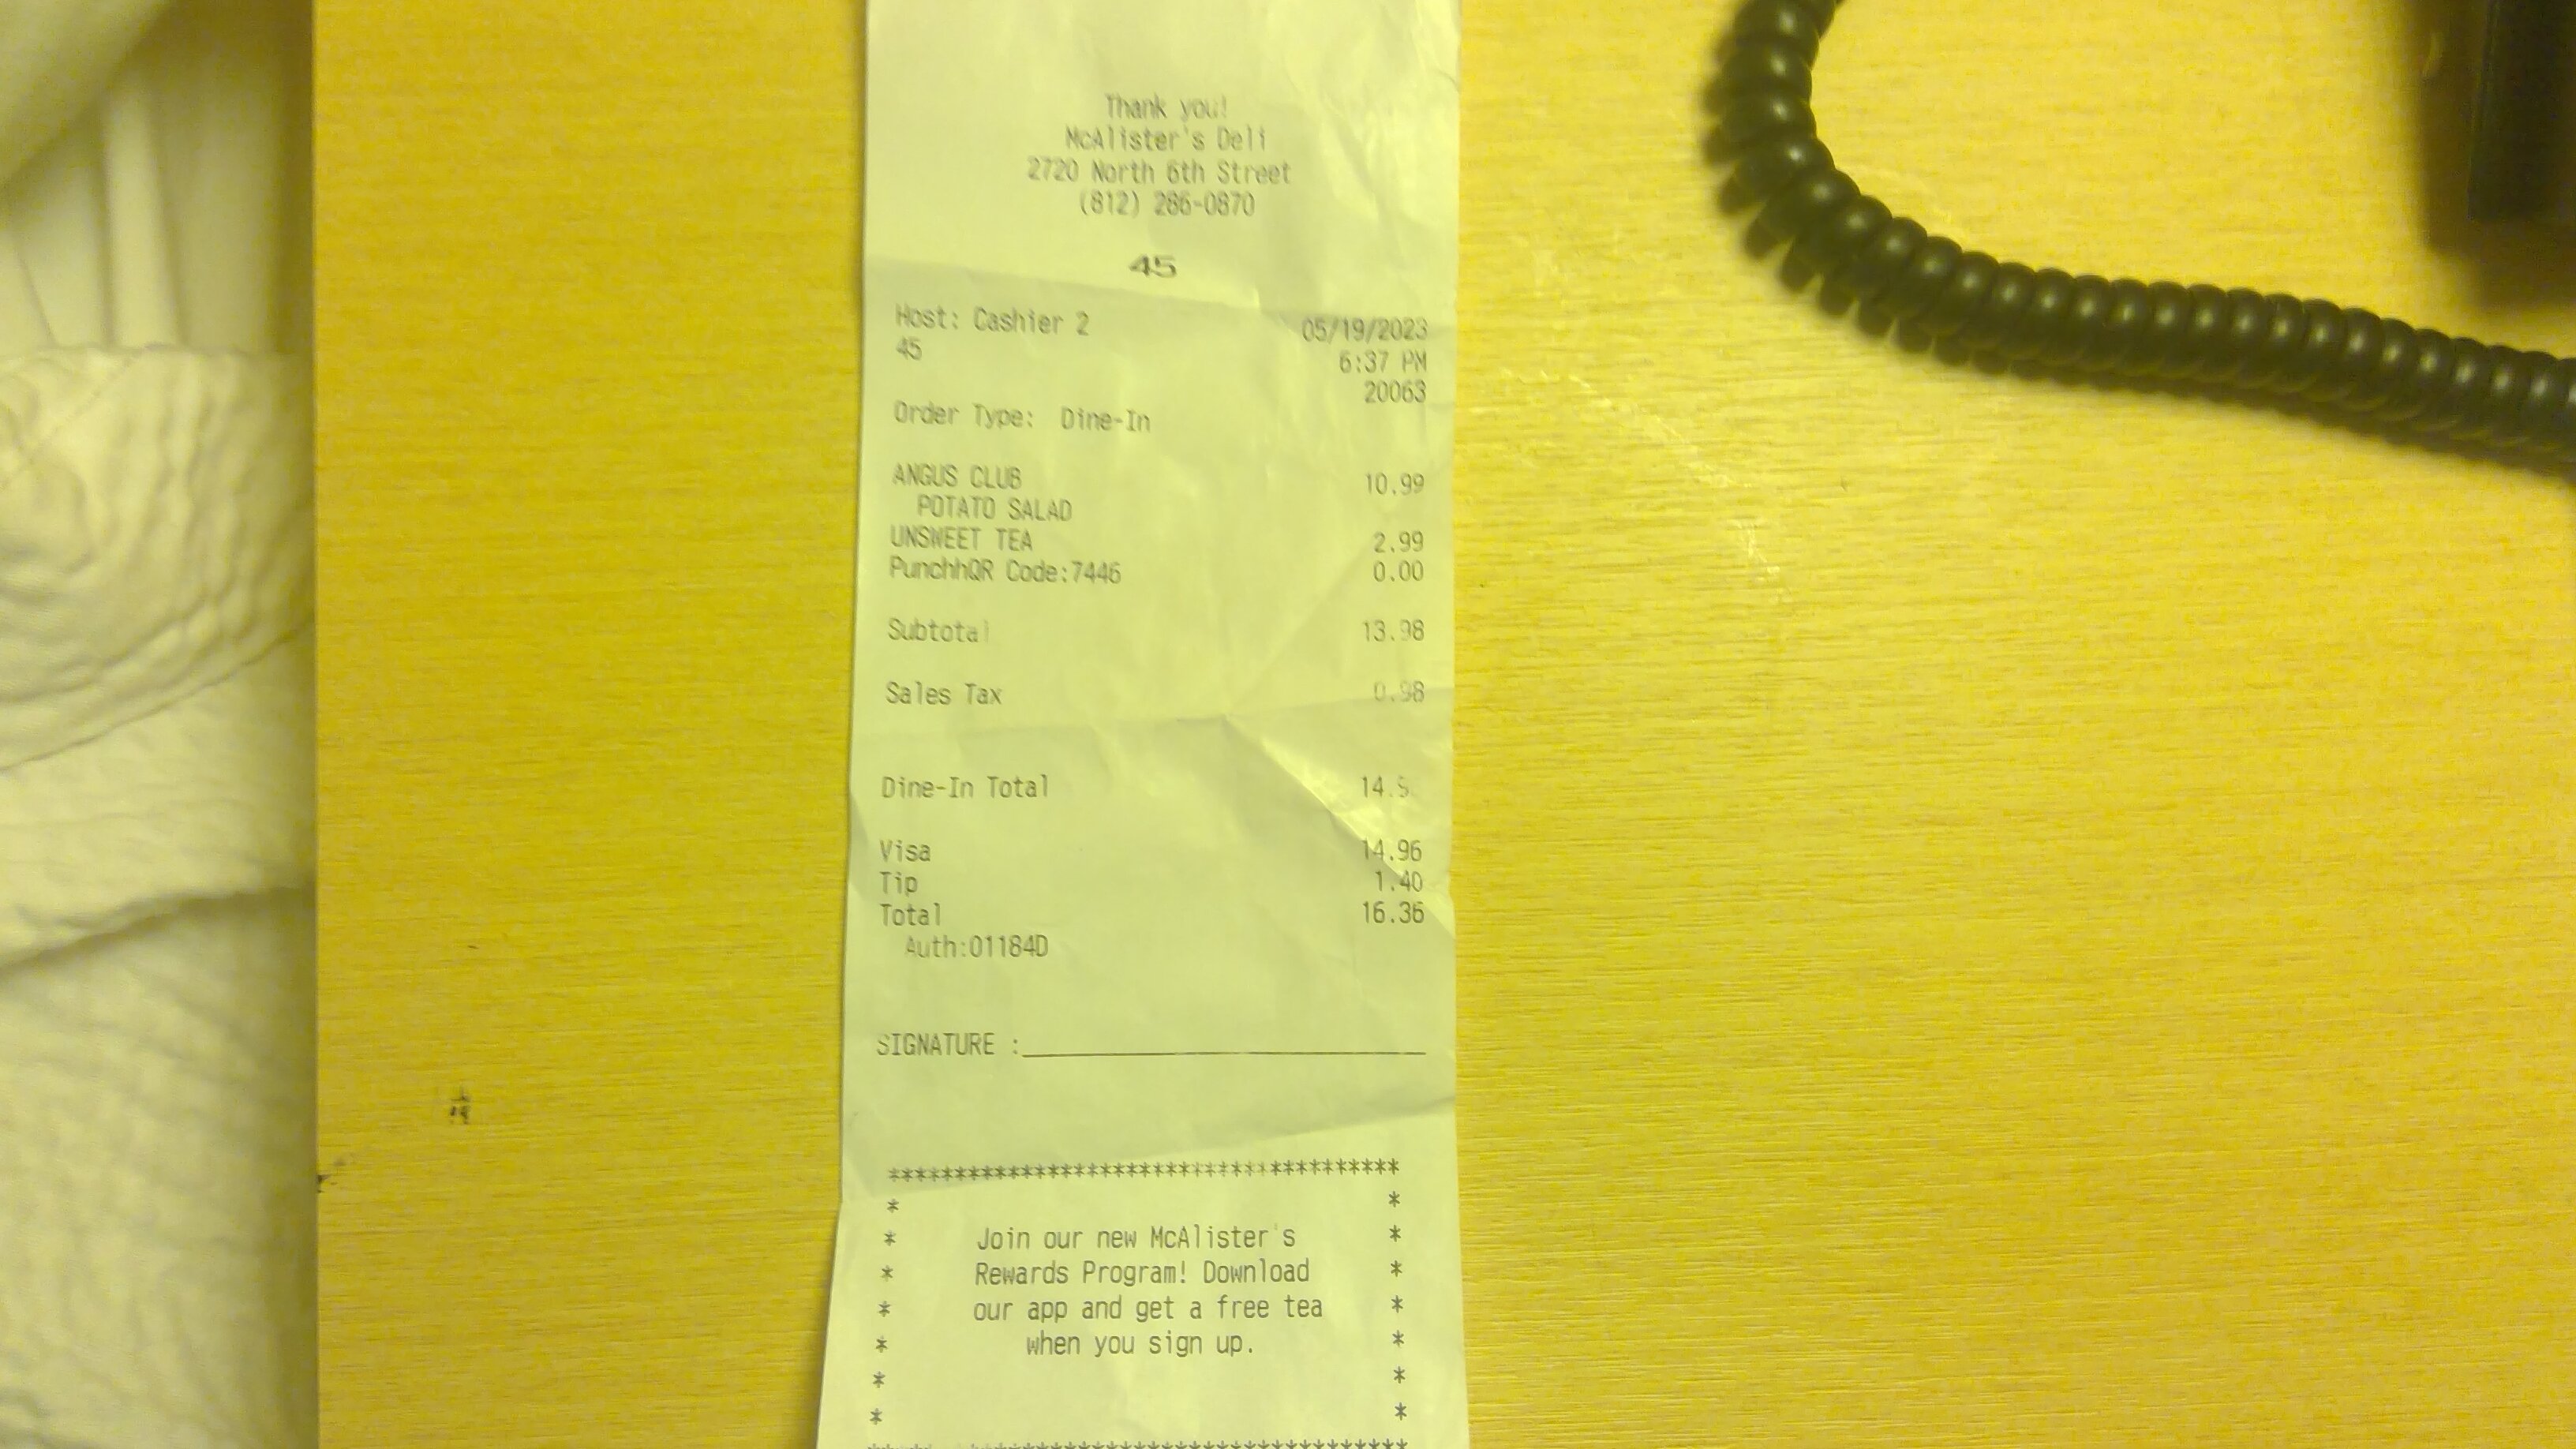 Thank you!
McAlister's Deli
2720 North 6th Street
(812) 286-0870
45
Host: Cashier 2 05/19/2023
45 6:37 PM
20063
Order Type: Dine-In
ANGUS CLUB 10.99
POTATO SALAD
UNSWEET TEA 2.99
PunchhQR Code:7446 0.00
Subtotal 13.98
Sales Tax 0.98
Dine-In Total
Visa 14.96
Tip 1.40
Total 16.36
Auth:01184D
SIGNATURE :
***************************************
* *
* Join our new McAlister's *
* Rewards Program! Download *
* our app and get a free tea *
* when you sign up. *
* *
* *